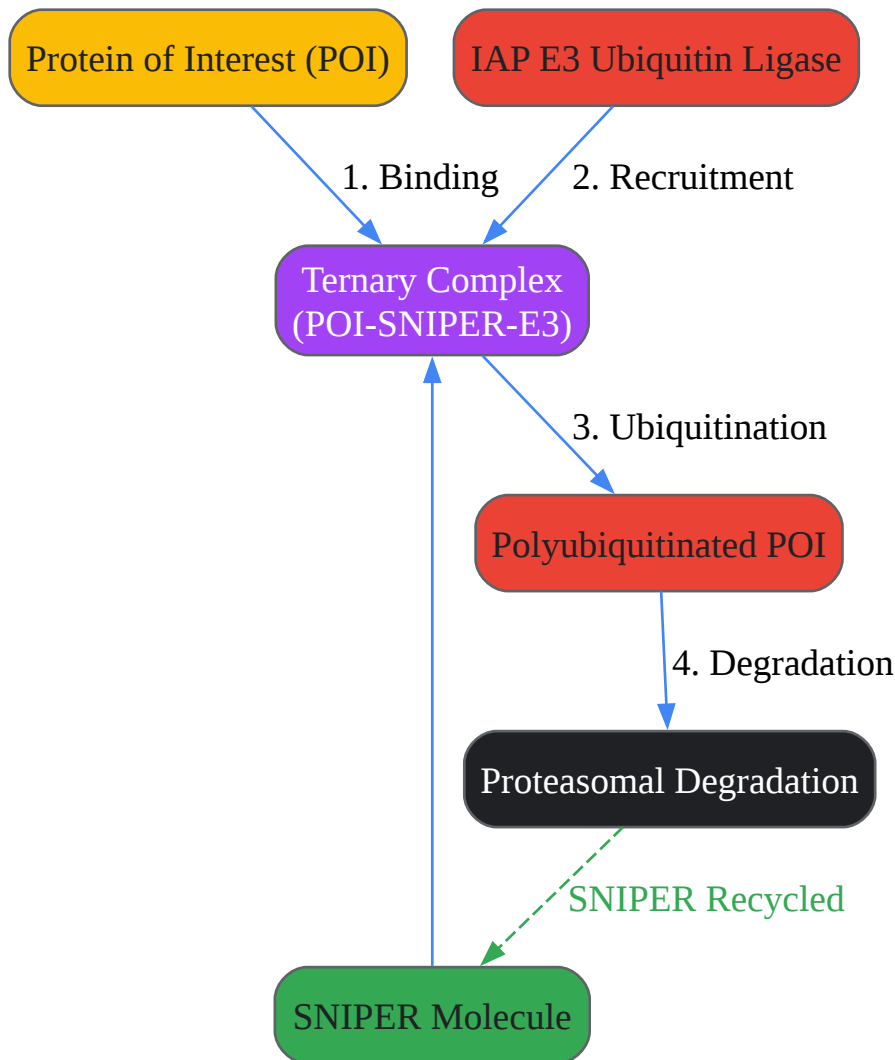 Protein of Interest (POI)
IAP E3 Ubiquitin Ligase
1. Binding
2. Recruitment
Ternary Complex
(POI-SNIPER-E3)
3. Ubiquitination
Polyubiquitinated POI
4. Degradation
Proteasomal Degradation
SNIPER Recycled
SNIPER Molecule